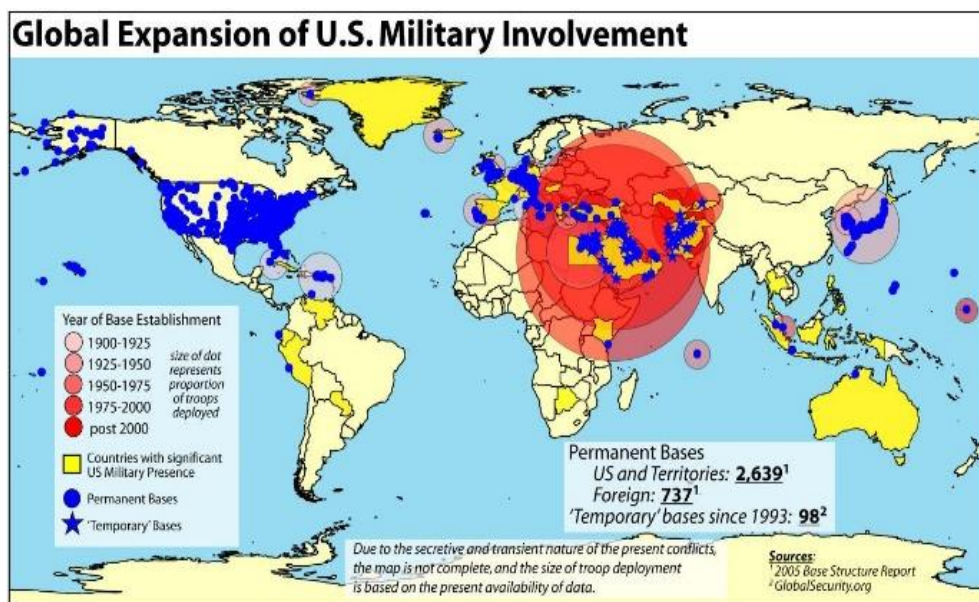 Global Expansion of U.S. Military Involvement
Year of Base Establishment
1900-1925
1925-1950
1950-1975
1975-2000
post 2000
size of dot
represents
proportion
of troops
deployed
Countries with significant
US Military Presence
Permanent Bases
'Temporary' Bases
Permanent Bases
US and Territories: 2,639¹
Foreign: 737¹
'Temporary' bases since 1993: 98²
Due to the secretive and transient nature of the present conflicts,
the map is not complete, and the size of troop deployment
is based on the present availability of data.
Sources:
¹ 2005 Base Structure Report
² GlobalSecurity.org